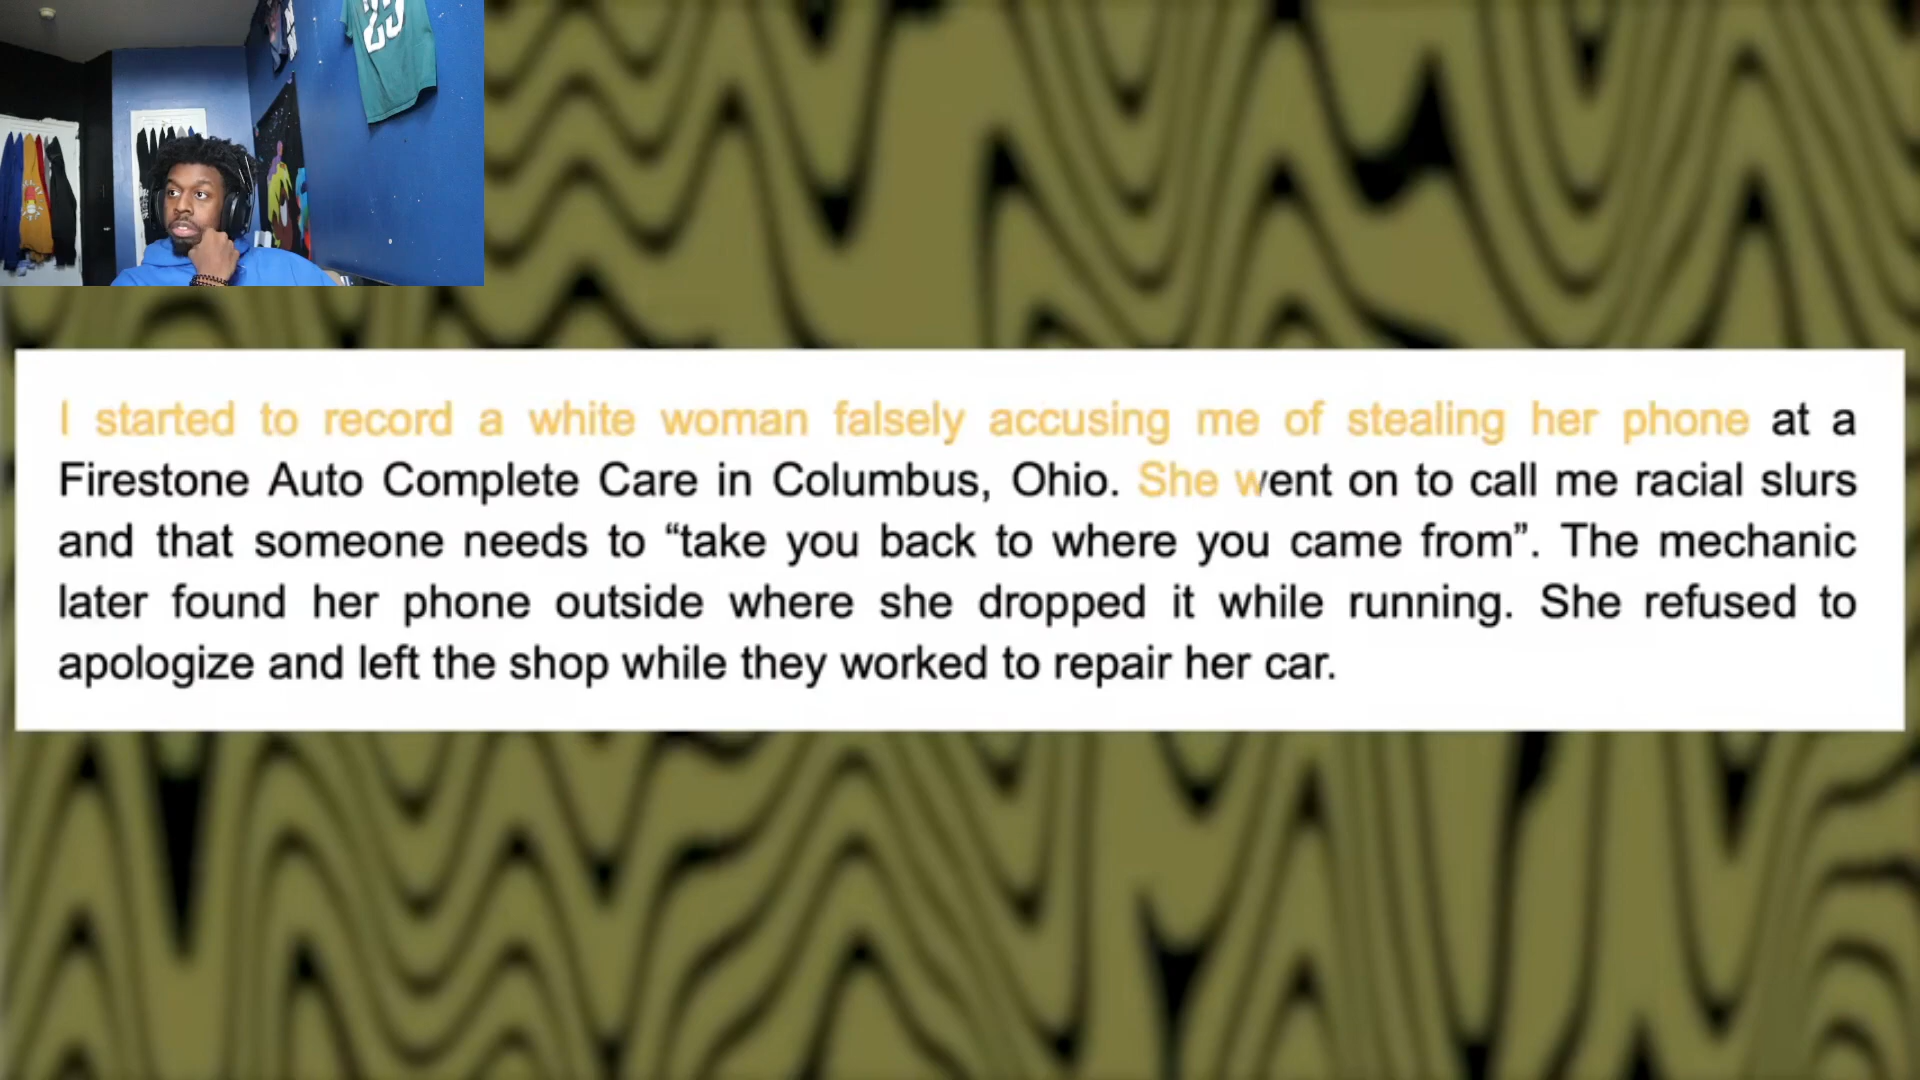 23
I started to record a white woman falsely accusing me of stealing her phone at a
Firestone Auto Complete Care in Columbus, Ohio. She went on to call me racial slurs
and that someone needs to “take you back to where you came from”. The mechanic
later found her phone outside where she dropped it while running. She refused to
apologize and left the shop while they worked to repair her car.